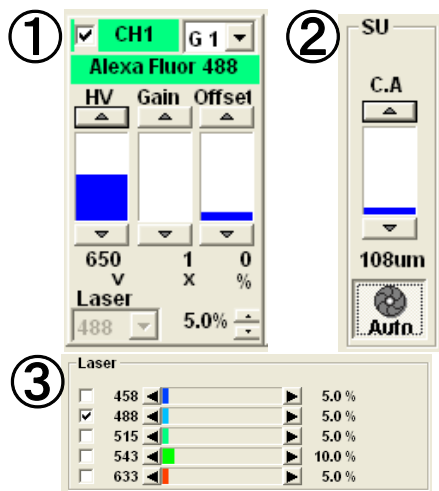 ①
CH1 G 1
Alexa Fluor 488
HV Gain Offset
650 1 0
V X %
Laser
488 5.0%
②
SU
C.A
108um
Auto
③
Laser
458 5.0 %
488 5.0 %
515 5.0 %
543 10.0 %
633 5.0 %